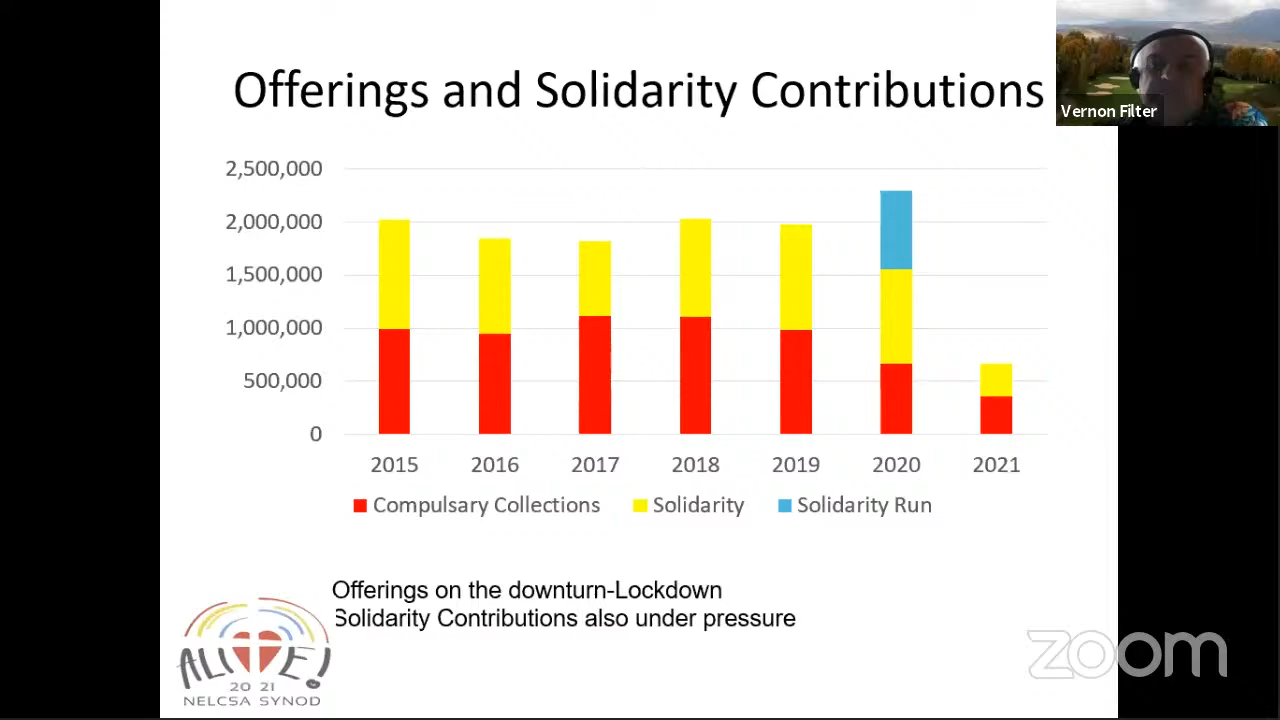 Offerings and Solidarity Contributions
Vernon Filter
2,500,000
2,000,000
1,500,000
1,000,000
500,000
0
2015 2016 2017 2018 2019 2020 2021
Compulsary Collections Solidarity Solidarity Run
Offerings on the downturn-Lockdown
Solidarity Contributions also under pressure
ALIVE!
20 21
NELCSA SYNOD
zoom